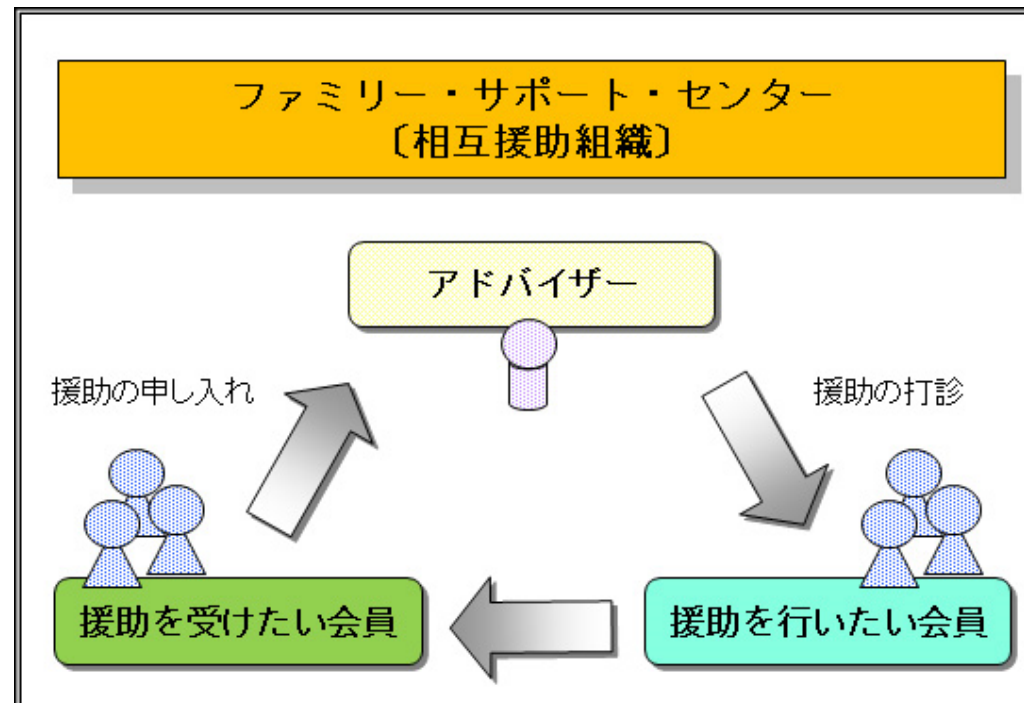 ファミリー・サポート・センター
〔相互援助組織〕
アドバイザー
援助の申し入れ
援助の打診
援助を受けたい会員
援助を行いたい会員